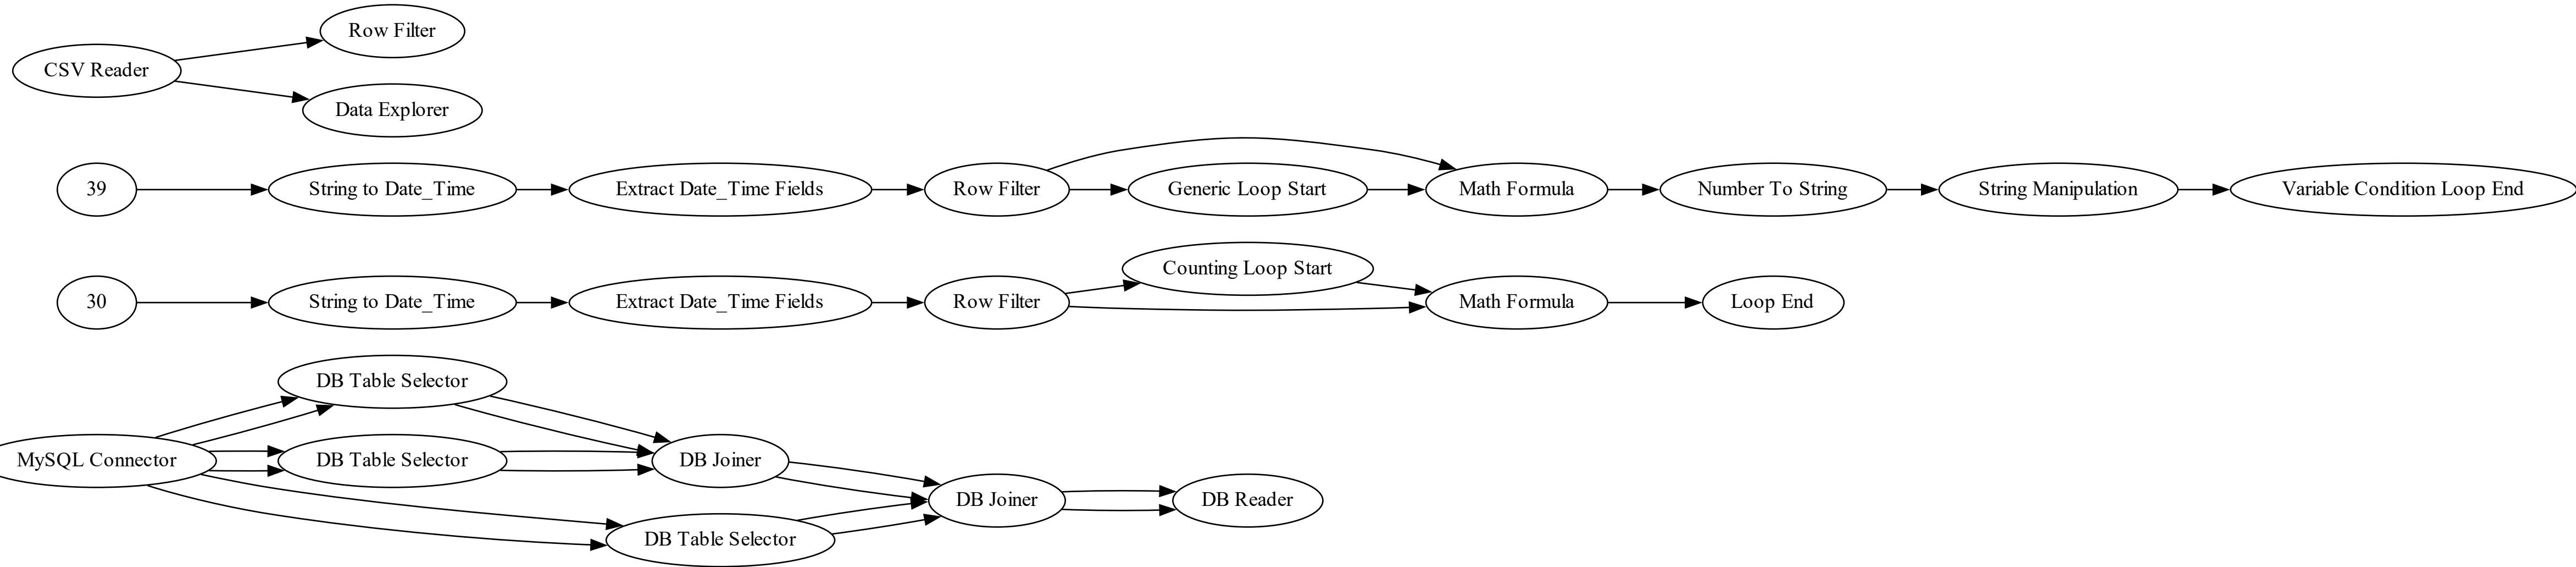 Row Filter
CSV Reader
Data Explorer
39
String to Date_Time
Extract Date_Time Fields
Row Filter
Generic Loop Start
Math Formula
Number To String
String Manipulation
Variable Condition Loop End
30
String to Date_Time
Extract Date_Time Fields
Row Filter
Counting Loop Start
Math Formula
Loop End
DB Table Selector
MySQL Connector
DB Table Selector
DB Joiner
DB Table Selector
DB Joiner
DB Reader